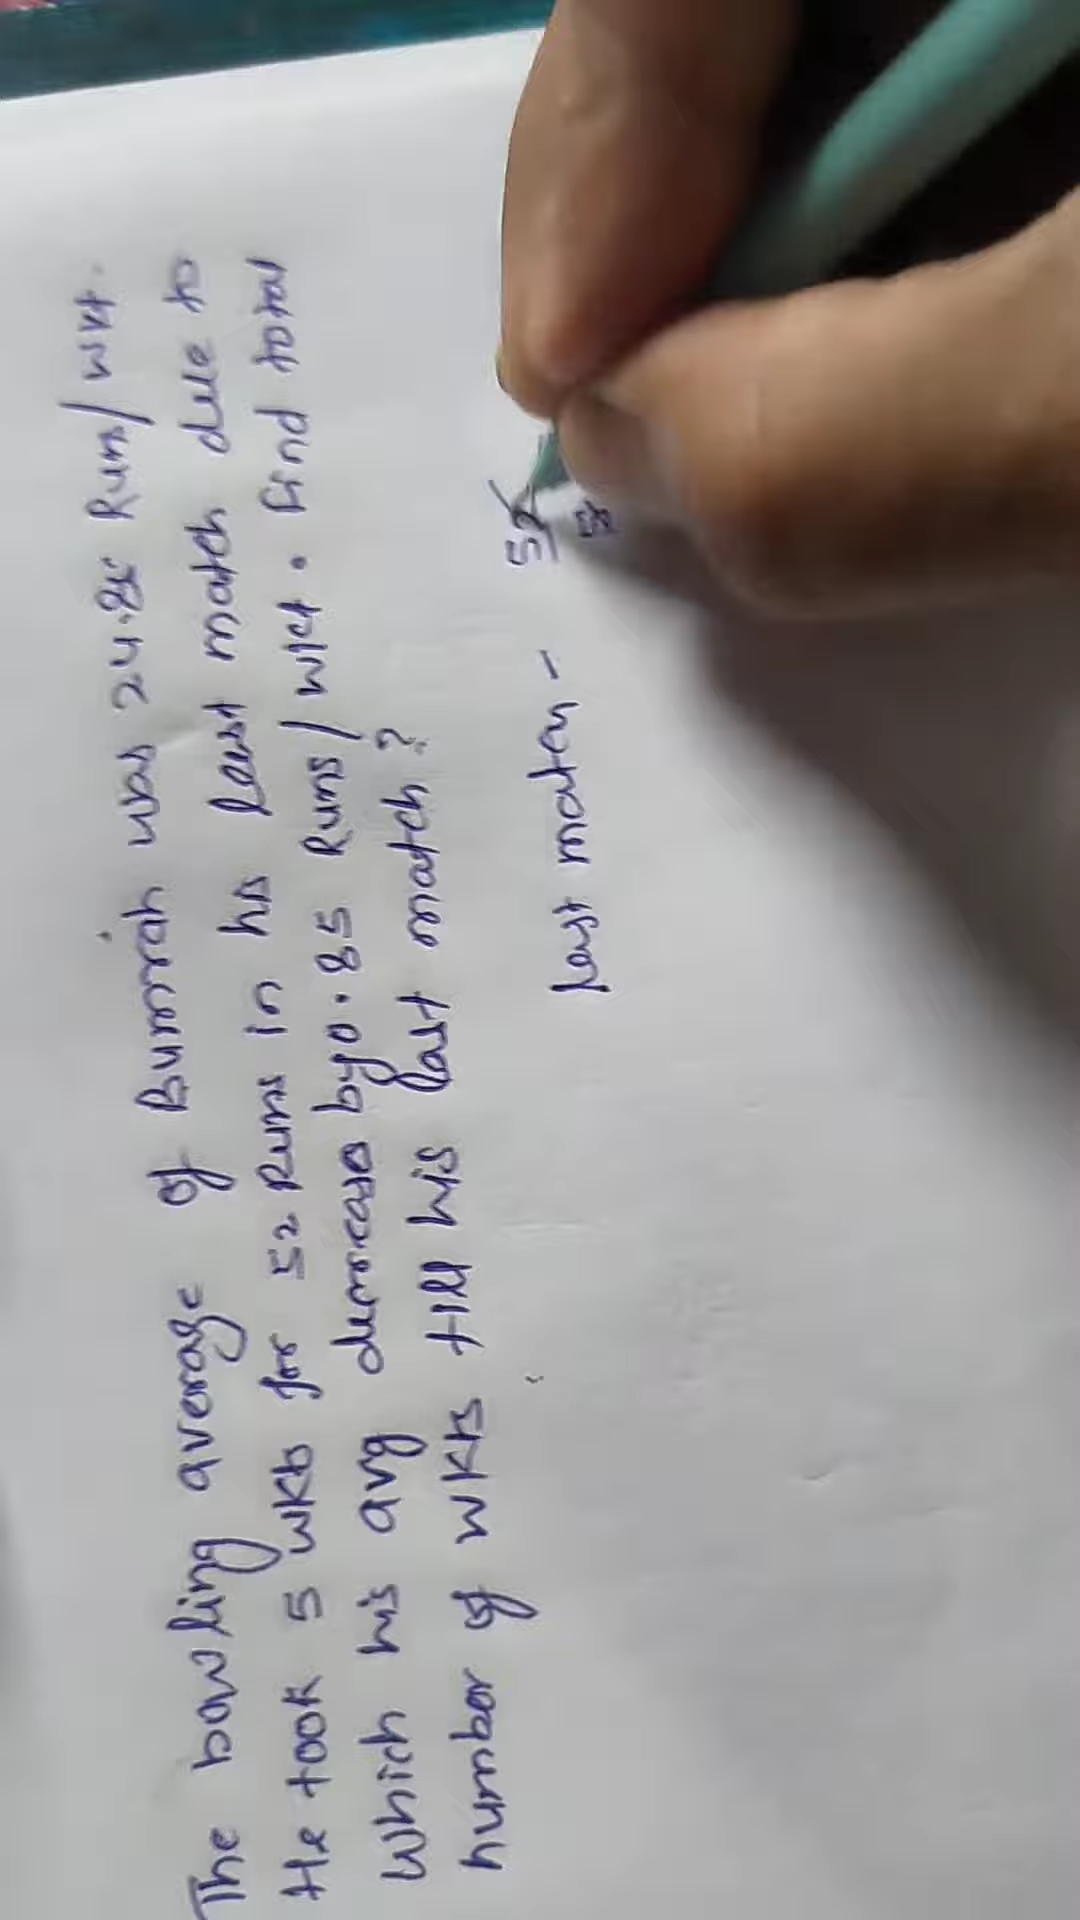 The bowling average of Bumrah was 24.85 Run/wkt.
He took 5 wkts for 52 Runs in his last match due to
which his avg decreases by 0.85 Runs/wkt. Find total
number of wkts till his last match?
last match - 52